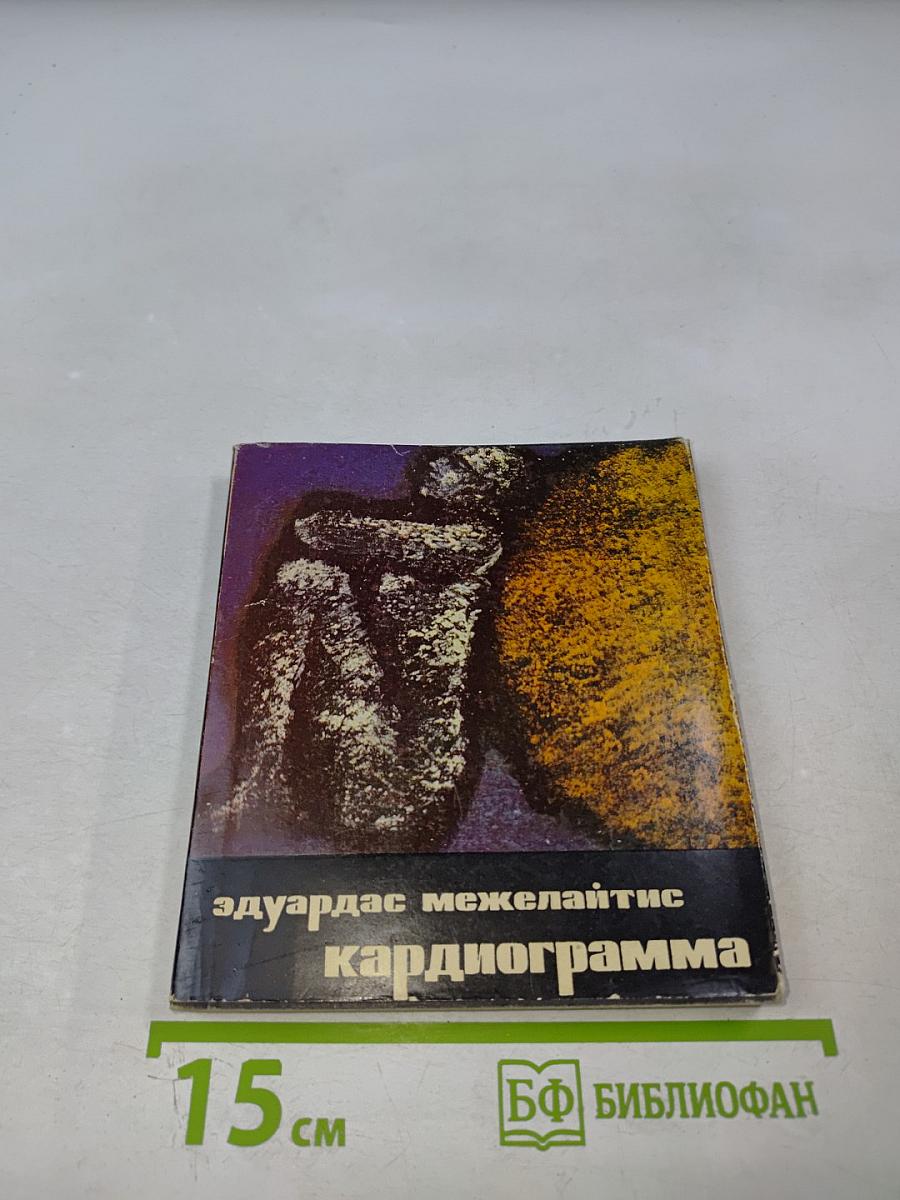 эдуардас межелайтис
кардиограмма
15 см
БФ БИБЛИОФАН